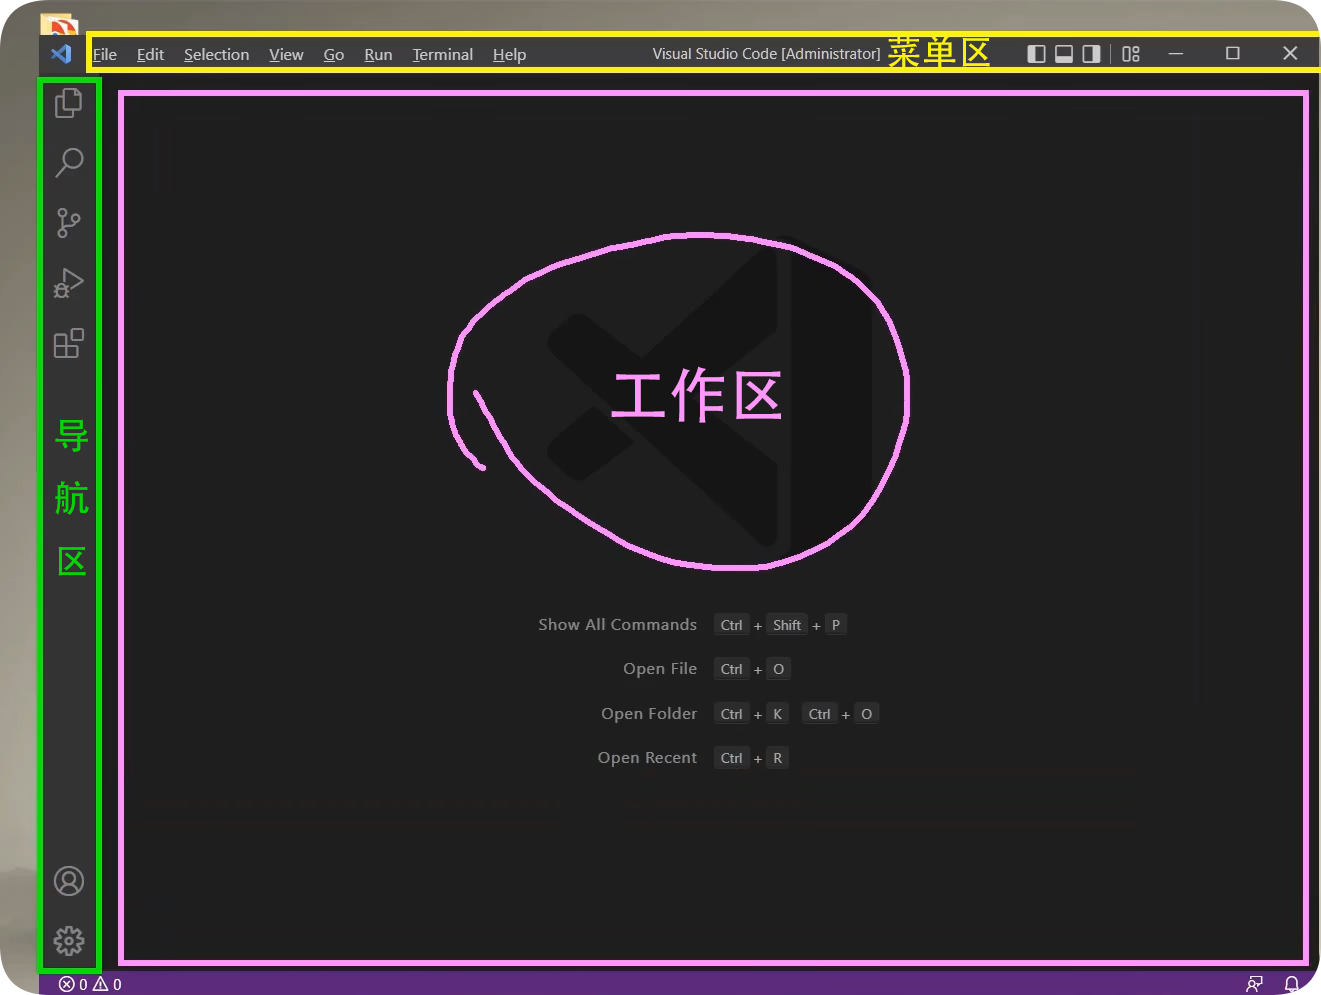 File Edit Selection View Go Run Terminal Help Visual Studio Code [Administrator] 菜单区
导
航
区
工作区
Show All Commands Ctrl + Shift + P
Open File Ctrl + O
Open Folder Ctrl + K Ctrl + O
Open Recent Ctrl + R
0 0